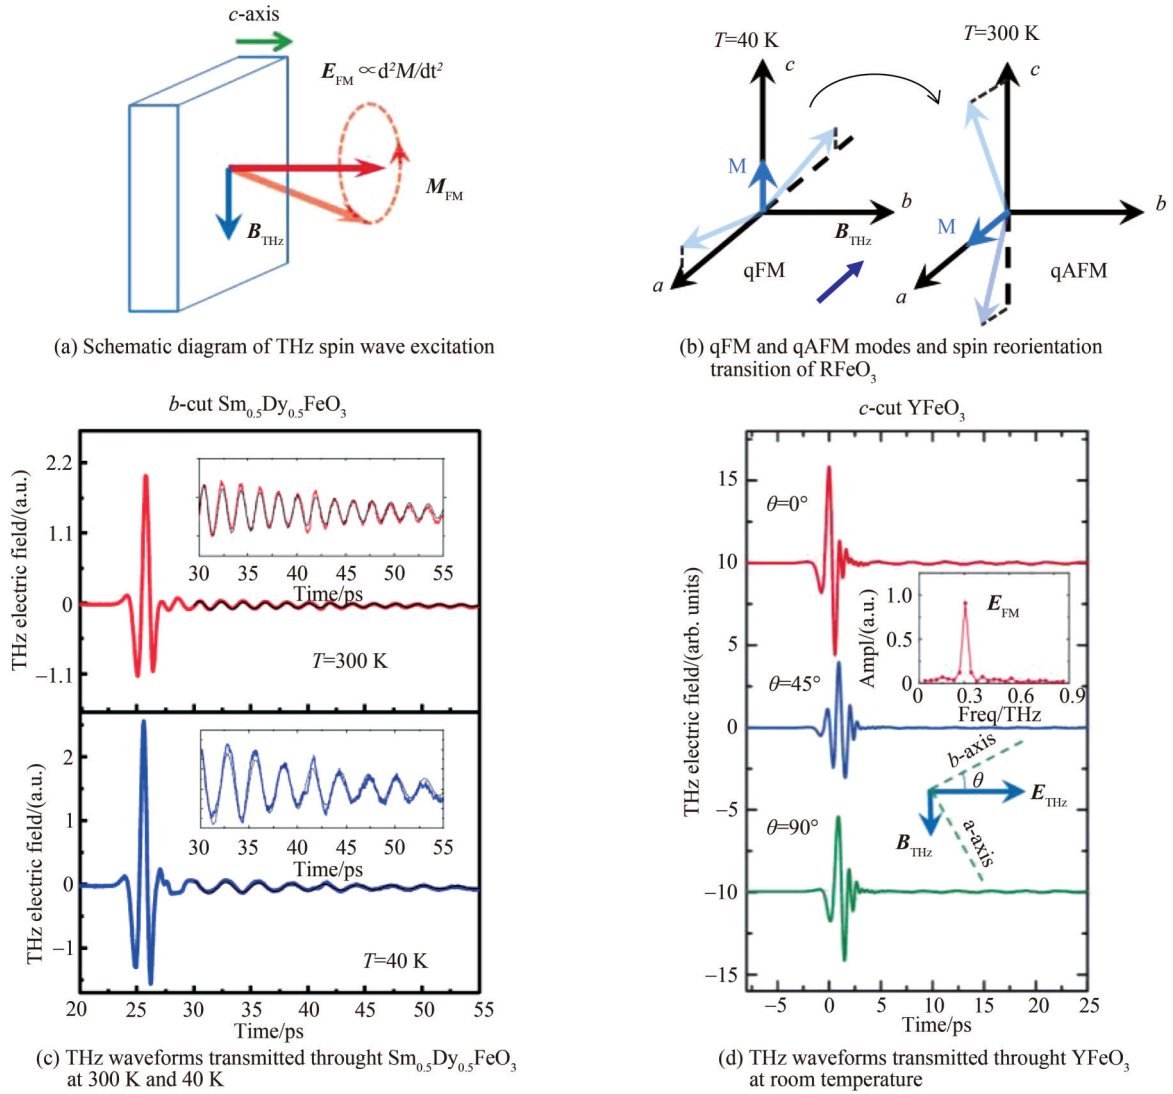 c-axis
E_FM ∝ d²M/dt²
M_FM
B_THz
(a) Schematic diagram of THz spin wave excitation
T=40 K
T=300 K
c
c
M
b
b
B_THz
M
a
qFM
a
qAFM
(b) qFM and qAFM modes and spin reorientation
transition of RFeO₃
b-cut Sm₀.₅Dy₀.₅FeO₃
THz electric field/(a.u.)
2.2
1.1
0
−1.1
30 35 40 45 50 55
Time/ps
T=300 K
THz electric field/(a.u.)
2
1
0
−1
30 35 40 45 50 55
Time/ps
T=40 K
20 25 30 35 40 45 50 55
Time/ps
(c) THz waveforms transmitted throught Sm₀.₅Dy₀.₅FeO₃
at 300 K and 40 K
c-cut YFeO₃
THz electric field/(arb. units)
15
10
5
0
−5
−10
−15
θ=0°
θ=45°
θ=90°
Ampl/(a.u.)
1.0
0.5
0
E_FM
0 0.3 0.6 0.9
Freq/THz
b-axis
θ
E_THz
B_THz
a-axis
−5 0 5 10 15 20 25
Time/ps
(d) THz waveforms transmitted throught YFeO₃
at room temperature